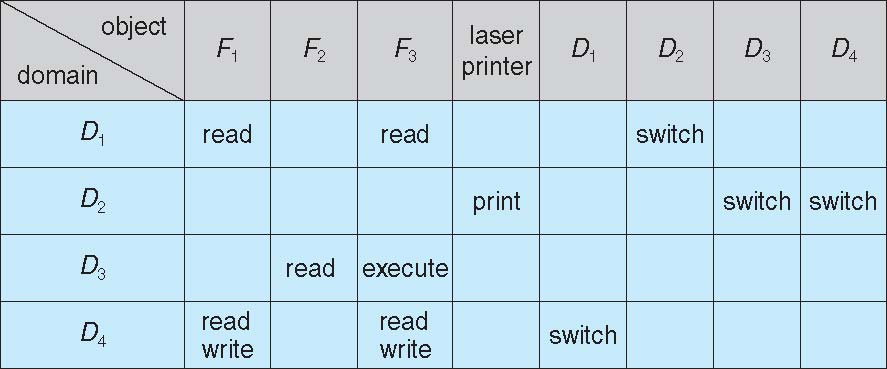 object
domain
F1 F2 F3 laser printer D1 D2 D3 D4
D1 read read switch
D2 print switch switch
D3 read execute
D4 read write read write switch